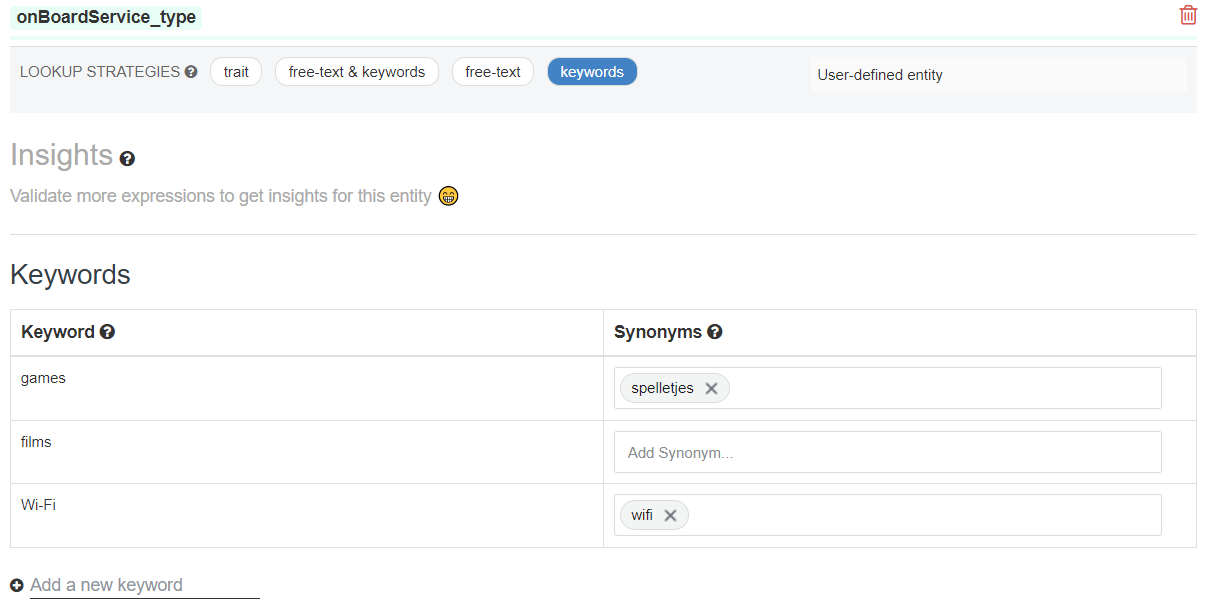 onBoardService_type
LOOKUP STRATEGIES trait free-text & keywords free-text keywords User-defined entity
Insights
Validate more expressions to get insights for this entity 😁
Keywords
Keyword Synonyms
games spelletjes
films Add Synonym...
Wi-Fi wifi
Add a new keyword